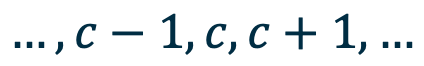 …, c − 1, c, c + 1, …